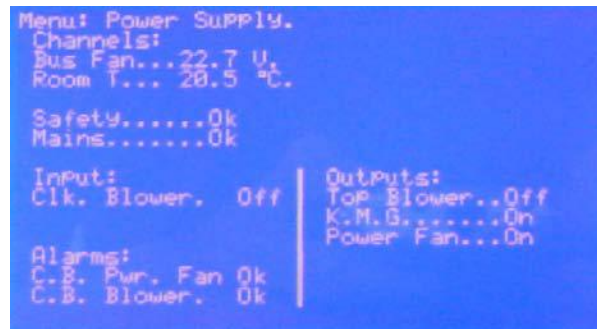 Menu: Power Supply.
Channels:
Bus Fan...22.7 V.
Room T... 20.5 °C.
Safety......Ok
Mains.......Ok
Input:
Clk. Blower. Off
Alarms:
C.B. Pwr. Fan Ok
C.B. Blower. Ok
Outputs:
Top Blower..Off
K.M.G.......On
Power Fan...On